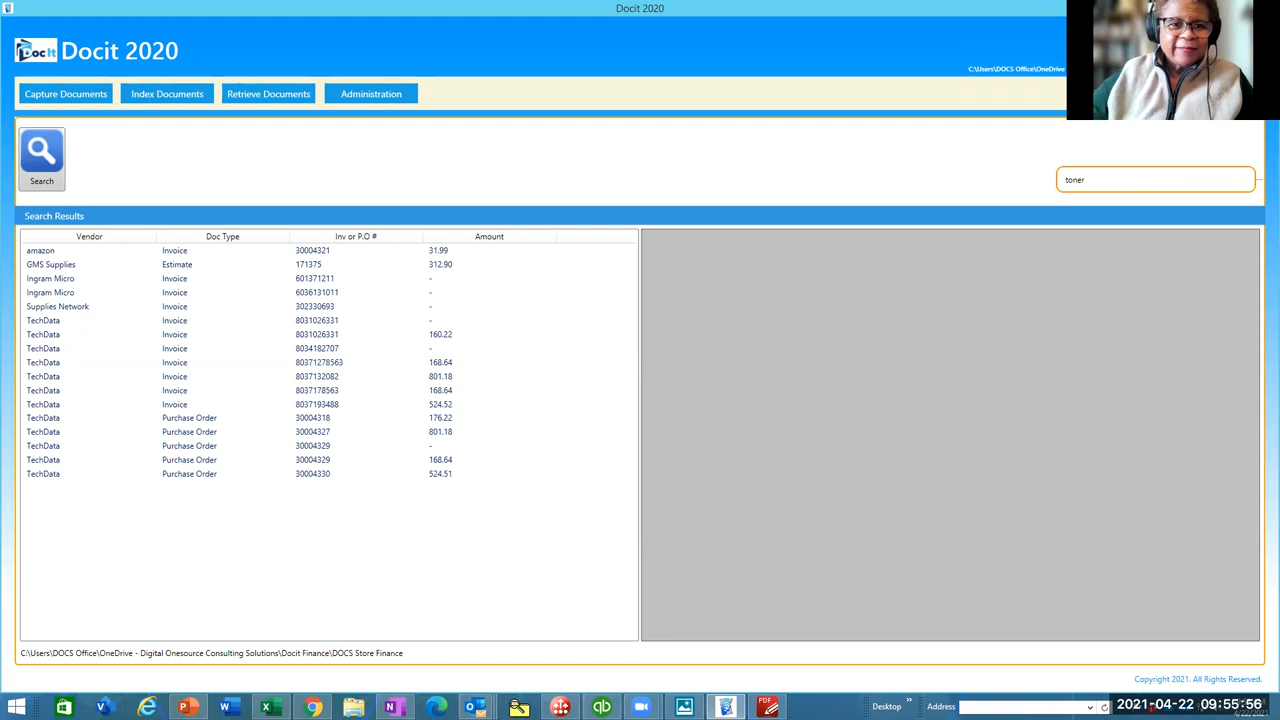 Docit 2020
DocIt Docit 2020
C:\Users\DOCS Office\OneDrive
Capture Documents Index Documents Retrieve Documents Administration
Search
toner
Search Results
Vendor Doc Type Inv or P.O # Amount
amazon Invoice 30004321 31.99
GMS Supplies Estimate 171375 312.90
Ingram Micro Invoice 601371211 -
Ingram Micro Invoice 6036131011 -
Supplies Network Invoice 302330693 -
TechData Invoice 8031026331 -
TechData Invoice 8031026331 160.22
TechData Invoice 8034182707 -
TechData Invoice 80371278563 168.64
TechData Invoice 8037132082 801.18
TechData Invoice 8037178563 168.64
TechData Invoice 8037193488 524.52
TechData Purchase Order 30004318 176.22
TechData Purchase Order 30004327 801.18
TechData Purchase Order 30004329 -
TechData Purchase Order 30004329 168.64
TechData Purchase Order 30004330 524.51
C:\Users\DOCS Office\OneDrive - Digital Onesource Consulting Solutions\Docit Finance\DOCS Store Finance
Copyright 2021. All Rights Reserved.
Desktop » Address 2021-04-22 09:55:56